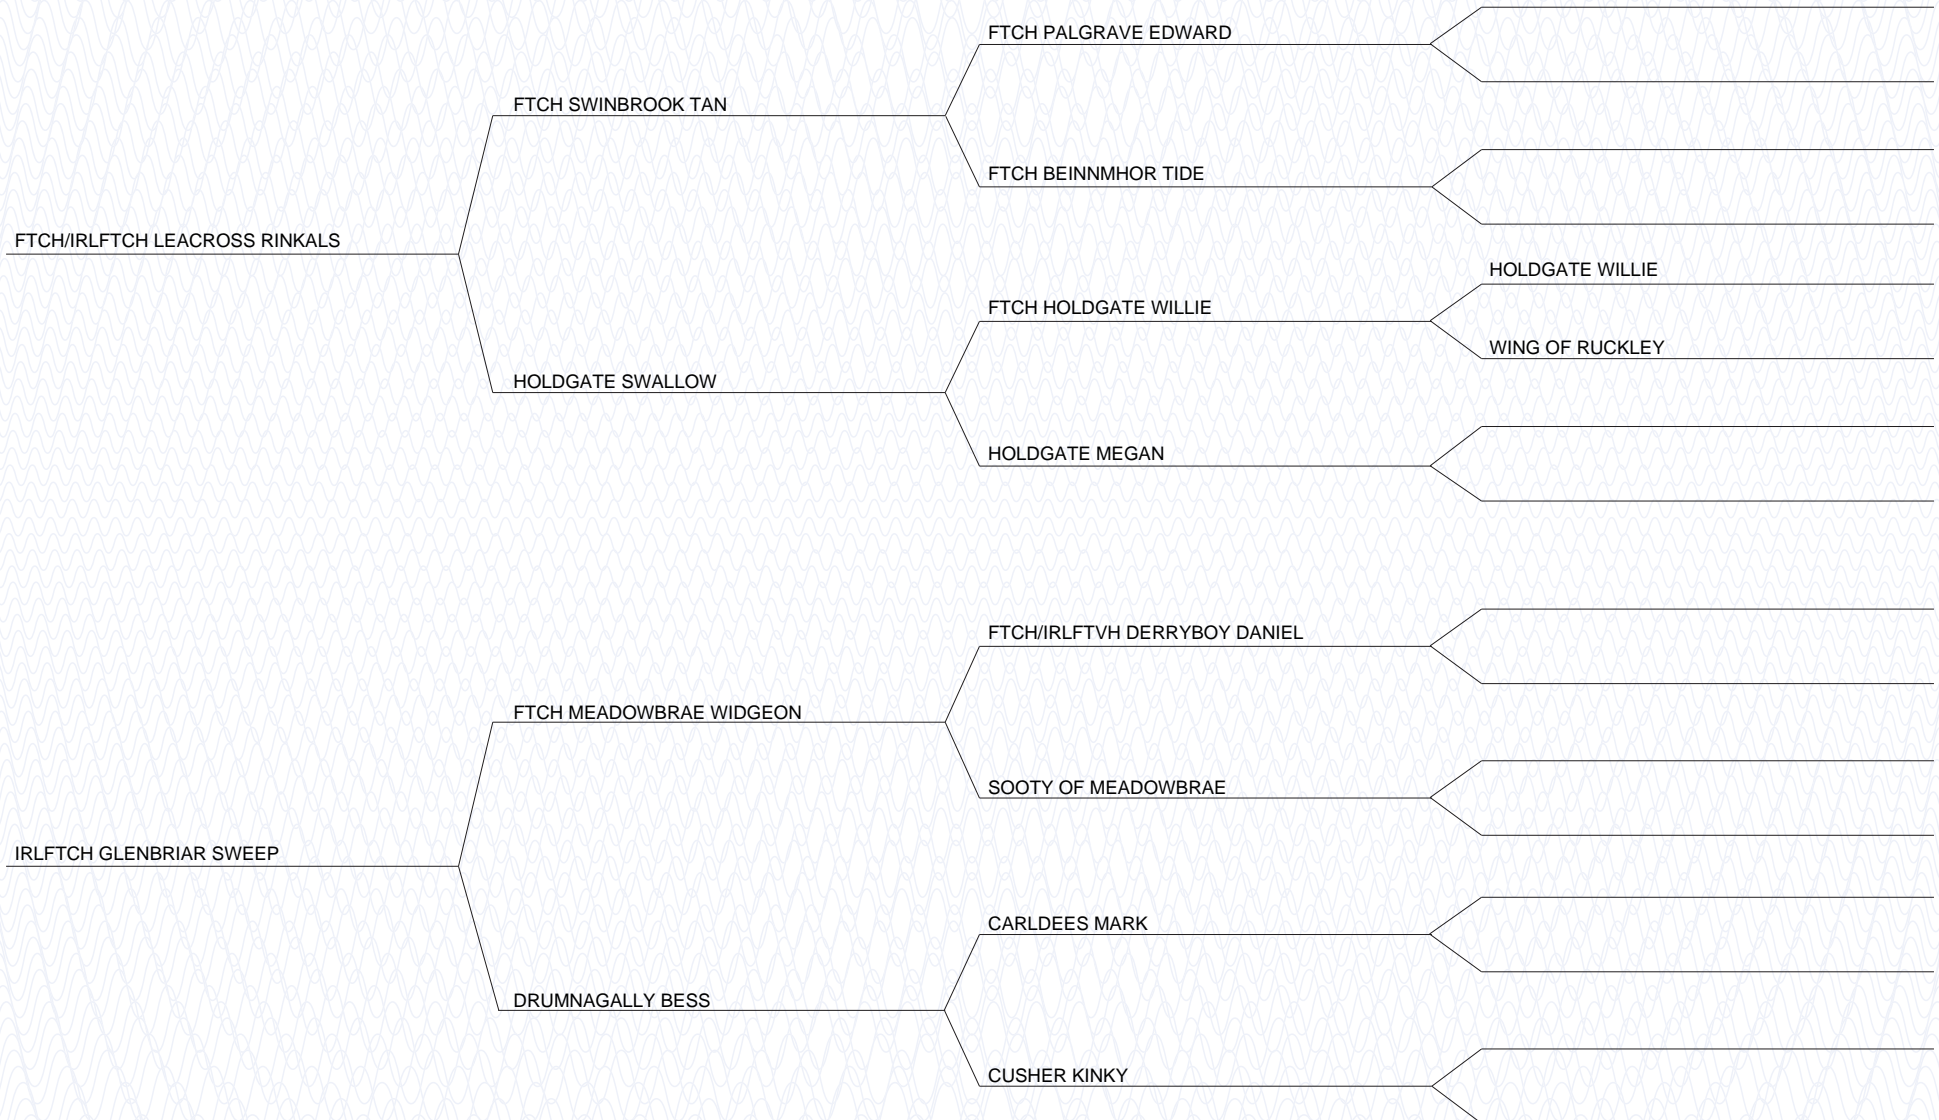 FTCH PALGRAVE EDWARD
FTCH SWINBROOK TAN
FTCH BEINNMHOR TIDE
FTCH/IRLFTCH LEACROSS RINKALS
HOLDGATE WILLIE
FTCH HOLDGATE WILLIE
WING OF RUCKLEY
HOLDGATE SWALLOW
HOLDGATE MEGAN
FTCH/IRLFTVH DERRYBOY DANIEL
FTCH MEADOWBRAE WIDGEON
SOOTY OF MEADOWBRAE
IRLFTCH GLENBRIAR SWEEP
CARLDEES MARK
DRUMNAGALLY BESS
CUSHER KINKY